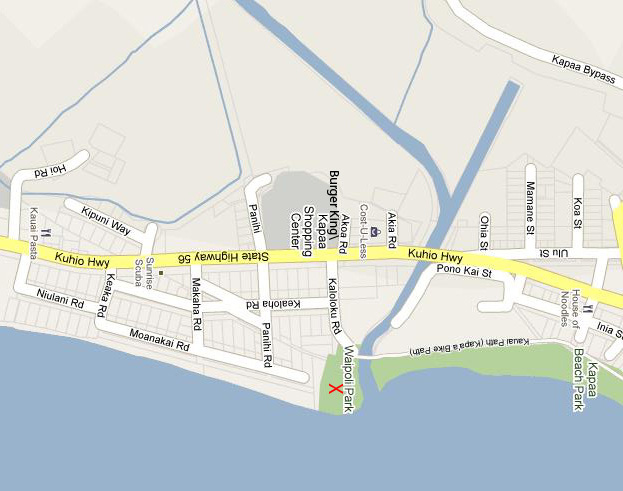 Kapaa Bypass
Hoi Rd
Burger King
Kipuni Way
Kauai Pasta
Panihi
Kapaa
Shopping
Center
Akoa Rd
Cost-U-Less
Akia Rd
Ohia St
Mamane St
Koa St
Ulu St
Kuhio Hwy
State Highway 56
Kuhio Hwy
Pono Kai St
Sunrise
Scuba
Keaka Rd
Makaha Rd
Niulani Rd
Kealoha Rd
Kaloloku Rd
Panihi Rd
Moanakai Rd
House of
Noodles
Inia St
Kauai Path (Kapa'a Bike Path)
Waipoli Park
Kapaa
Beach Park
X